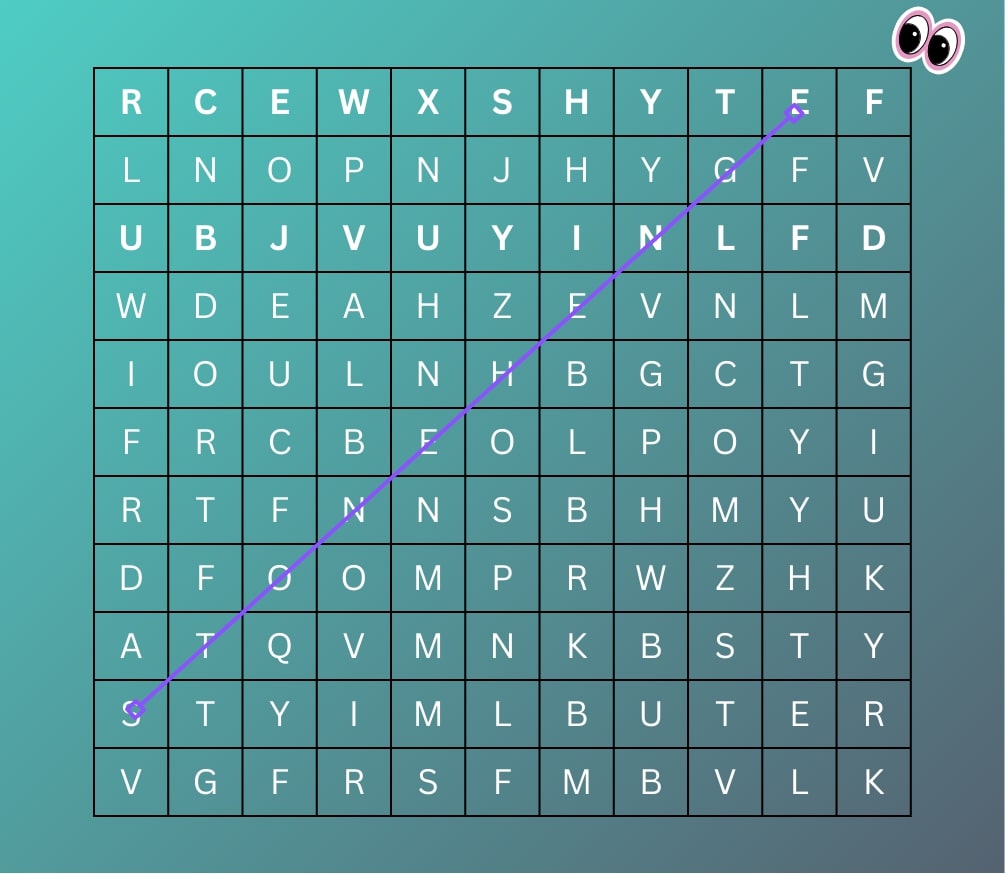 R C E W X S H Y T E F
L N O P N J H Y G F V
U B J V U Y I N L F D
W D E A H Z E V N L M
I O U L N H B G C T G
F R C B E O L P O Y I
R T F N N S B H M Y U
D F O O M P R W Z H K
A T Q V M N K B S T Y
S T Y I M L B U T E R
V G F R S F M B V L K